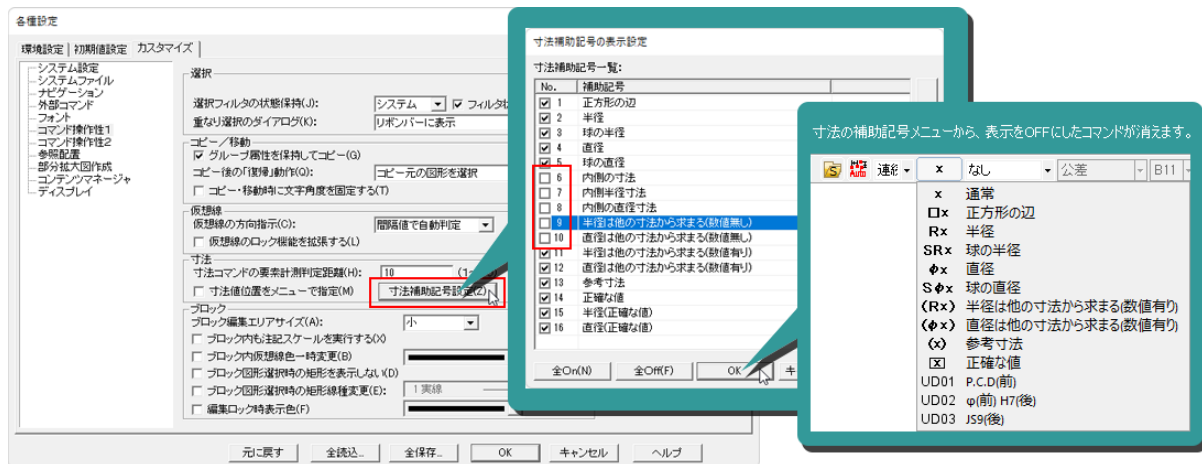 各種設定
環境設定 初期値設定 カスタマイズ
システム設定
システムファイル
ナビゲーション
外部コマンド
フォント
コマンド操作性1
コマンド操作性2
参照配置
部分拡大図作成
コンテンツマネージャ
ディスプレイ
選択
選択フィルタの状態保持(J): システム フィルタ
重なり選択のダイアログ(K): リボンバーに表示
コピー/移動
グループ属性を保持してコピー(G)
コピー後の「復帰」動作(Q): コピー元の図形を選択
コピー・移動時に文字角度を固定する(T)
仮想線
仮想線の方向指示(C): 間隔値で自動判定
仮想線のロック機能を拡張する(L)
寸法
寸法コマンドの要素計測判定距離(H): 10 (1
寸法値位置をメニューで指定(M) 寸法補助記号設定(Z)
ブロック
ブロック編集エリアサイズ(A): 小
ブロック内も注記スケールを実行する(X)
ブロック内仮想線色一時変更(B)
ブロック図形選択時の矩形を表示しない(D)
ブロック図形選択時の矩形線種変更(E): 1 実線
編集ロック時表示色(F)
元に戻す 全読込... 全保存... OK キャンセル ヘルプ
寸法補助記号の表示設定
寸法補助記号一覧:
No. 補助記号
1 正方形の辺
2 半径
3 球の半径
4 直径
5 球の直径
6 内側の寸法
7 内側半径寸法
8 内側の直径寸法
9 半径は他の寸法から求まる(数値無し)
10 直径は他の寸法から求まる(数値無し)
11 半径は他の寸法から求まる(数値有り)
12 直径は他の寸法から求まる(数値有り)
13 参考寸法
14 正確な値
15 半径(正確な値)
16 直径(正確な値)
全On(N) 全Off(F) OK キ
寸法の補助記号メニューから、表示をOFFにしたコマンドが消えます。
連続 x なし 公差 B11
x 通常
□x 正方形の辺
Rx 半径
SRx 球の半径
φx 直径
Sφx 球の直径
(Rx) 半径は他の寸法から求まる(数値有り)
(φx) 直径は他の寸法から求まる(数値有り)
(x) 参考寸法
x 正確な値
UD01 P.C.D(前)
UD02 φ(前) H7(後)
UD03 JS9(後)